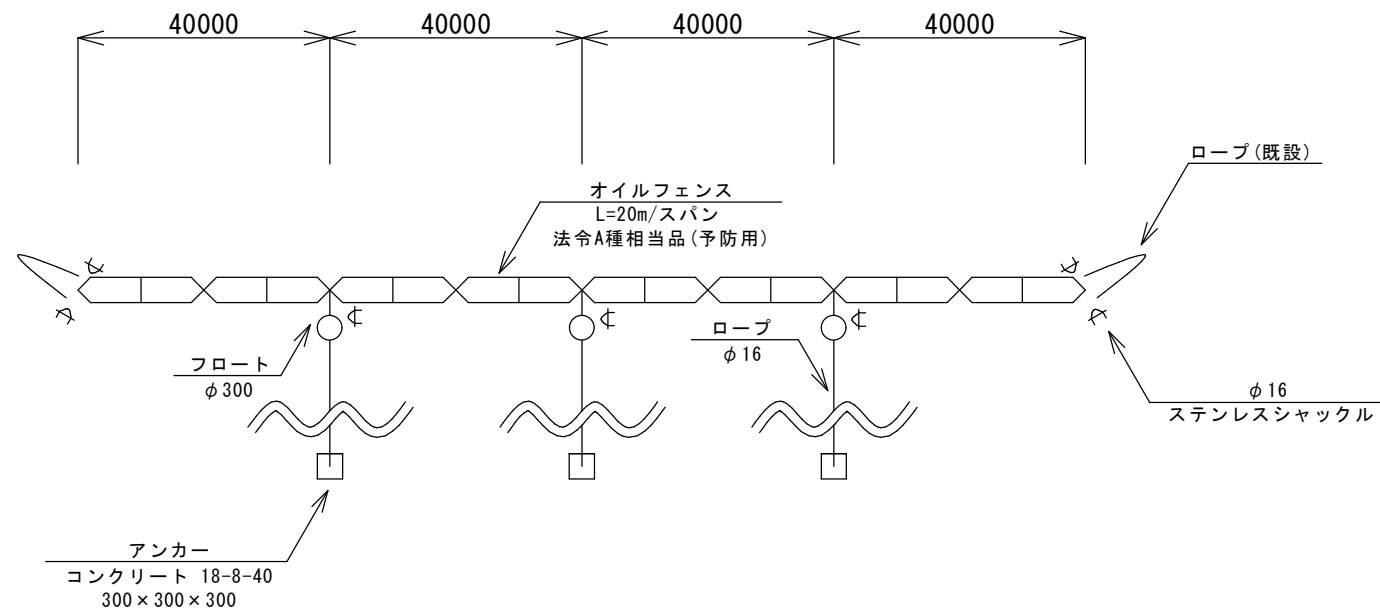 40000
40000
40000
40000
ロープ(既設)
オイルフェンス
L=20m/スパン
法令A種相当品(予防用)
フロート
φ300
ロープ
φ16
φ16
ステンレスシャックル
アンカー
コンクリート 18-8-40
300×300×300